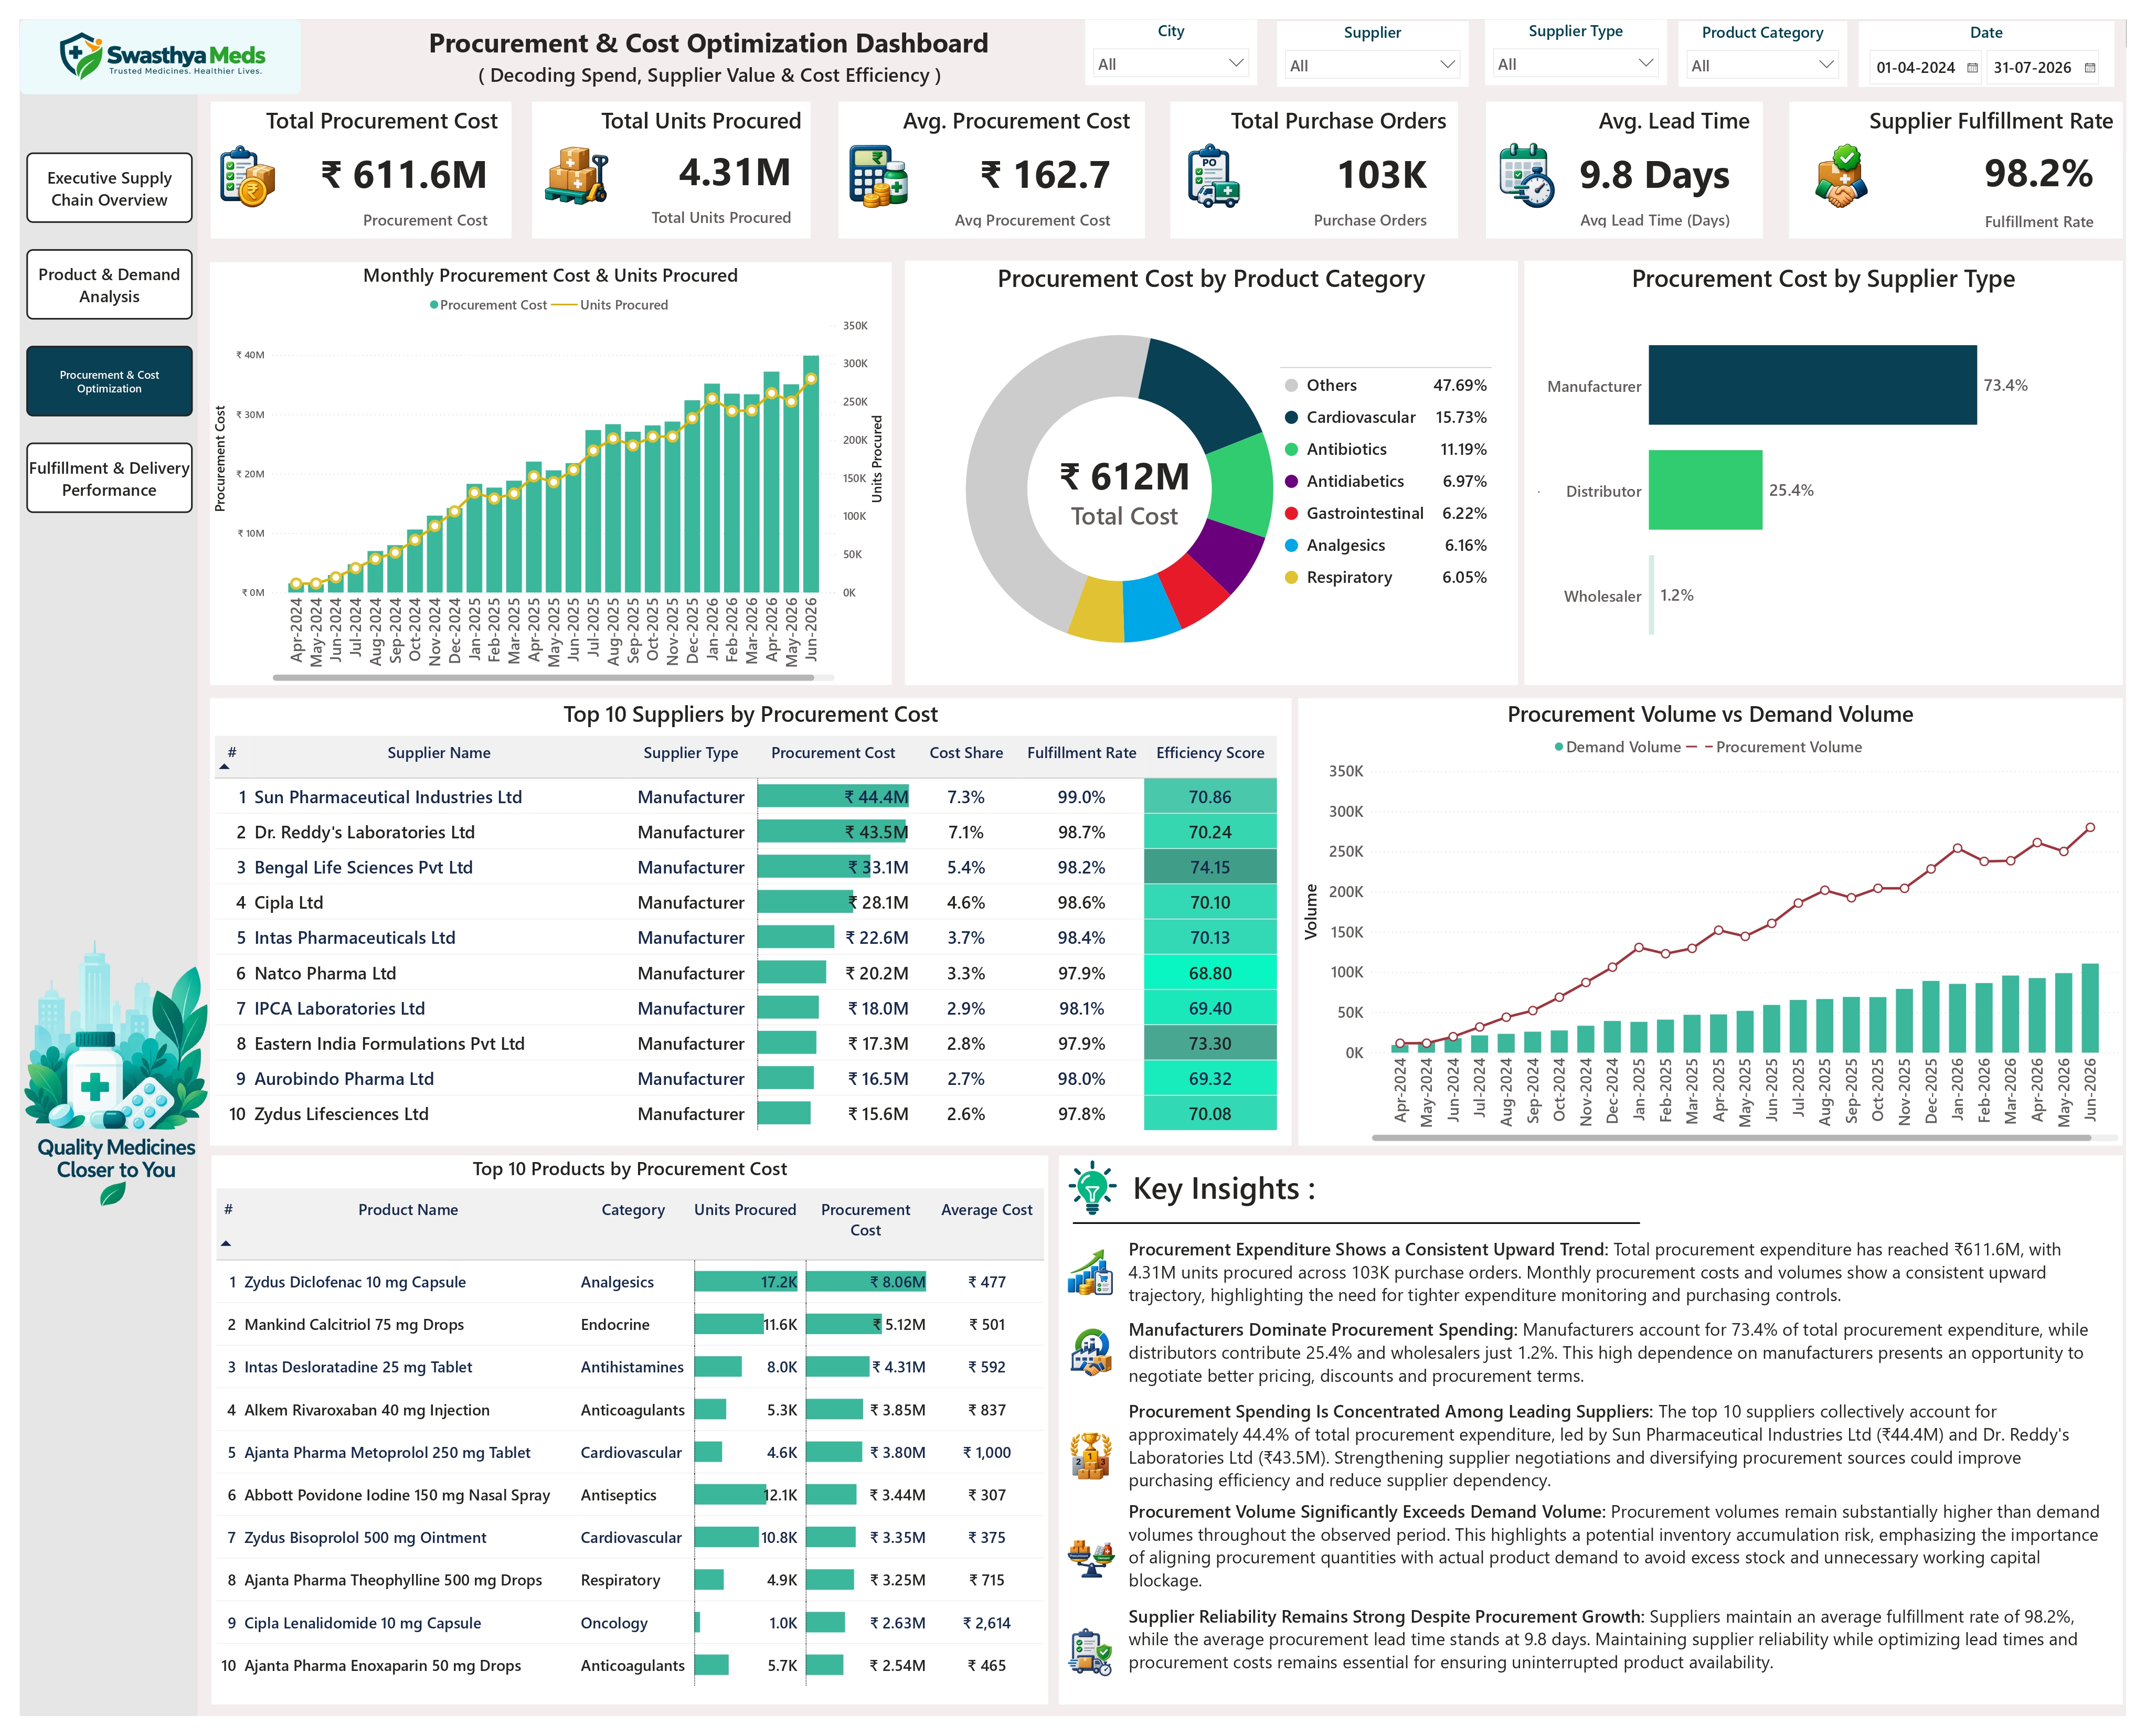 SwasthyaMeds
Trusted Medicines. Healthier Lives.
Procurement & Cost Optimization Dashboard
( Decoding Spend, Supplier Value & Cost Efficiency )
City
All
Supplier
All
Supplier Type
All
Product Category
All
Date
01-04-2024 31-07-2026
Executive Supply
Chain Overview
Product & Demand
Analysis
Procurement & Cost
Optimization
Fulfillment & Delivery
Performance
Quality Medicines
Closer to You
Total Procurement Cost
₹ 611.6M
Procurement Cost
Total Units Procured
4.31M
Total Units Procured
Avg. Procurement Cost
₹ 162.7
Avg Procurement Cost
Total Purchase Orders
PO
103K
Purchase Orders
Avg. Lead Time
9.8 Days
Avg Lead Time (Days)
Supplier Fulfillment Rate
98.2%
Fulfillment Rate
Monthly Procurement Cost & Units Procured
Procurement Cost Units Procured
Procurement Cost
₹ 40M
₹ 30M
₹ 20M
₹ 10M
₹ 0M
350K
300K
250K
200K
150K
100K
50K
0K
Units Procured
Apr-2024
May-2024
Jun-2024
Jul-2024
Aug-2024
Sep-2024
Oct-2024
Nov-2024
Dec-2024
Jan-2025
Feb-2025
Mar-2025
Apr-2025
May-2025
Jun-2025
Jul-2025
Aug-2025
Sep-2025
Oct-2025
Nov-2025
Dec-2025
Jan-2026
Feb-2026
Mar-2026
Apr-2026
May-2026
Jun-2026
Procurement Cost by Product Category
₹ 612M
Total Cost
Others 47.69%
Cardiovascular 15.73%
Antibiotics 11.19%
Antidiabetics 6.97%
Gastrointestinal 6.22%
Analgesics 6.16%
Respiratory 6.05%
Procurement Cost by Supplier Type
Manufacturer 73.4%
Distributor 25.4%
Wholesaler 1.2%
Top 10 Suppliers by Procurement Cost
# Supplier Name Supplier Type Procurement Cost Cost Share Fulfillment Rate Efficiency Score
1 Sun Pharmaceutical Industries Ltd Manufacturer ₹ 44.4M 7.3% 99.0% 70.86
2 Dr. Reddy's Laboratories Ltd Manufacturer ₹ 43.5M 7.1% 98.7% 70.24
3 Bengal Life Sciences Pvt Ltd Manufacturer ₹ 33.1M 5.4% 98.2% 74.15
4 Cipla Ltd Manufacturer ₹ 28.1M 4.6% 98.6% 70.10
5 Intas Pharmaceuticals Ltd Manufacturer ₹ 22.6M 3.7% 98.4% 70.13
6 Natco Pharma Ltd Manufacturer ₹ 20.2M 3.3% 97.9% 68.80
7 IPCA Laboratories Ltd Manufacturer ₹ 18.0M 2.9% 98.1% 69.40
8 Eastern India Formulations Pvt Ltd Manufacturer ₹ 17.3M 2.8% 97.9% 73.30
9 Aurobindo Pharma Ltd Manufacturer ₹ 16.5M 2.7% 98.0% 69.32
10 Zydus Lifesciences Ltd Manufacturer ₹ 15.6M 2.6% 97.8% 70.08
Procurement Volume vs Demand Volume
Demand Volume Procurement Volume
Volume
350K
300K
250K
200K
150K
100K
50K
0K
Apr-2024
May-2024
Jun-2024
Jul-2024
Aug-2024
Sep-2024
Oct-2024
Nov-2024
Dec-2024
Jan-2025
Feb-2025
Mar-2025
Apr-2025
May-2025
Jun-2025
Jul-2025
Aug-2025
Sep-2025
Oct-2025
Nov-2025
Dec-2025
Jan-2026
Feb-2026
Mar-2026
Apr-2026
May-2026
Jun-2026
Top 10 Products by Procurement Cost
# Product Name Category Units Procured Procurement Average Cost
Cost
1 Zydus Diclofenac 10 mg Capsule Analgesics 17.2K ₹ 8.06M ₹ 477
2 Mankind Calcitriol 75 mg Drops Endocrine 11.6K ₹ 5.12M ₹ 501
3 Intas Desloratadine 25 mg Tablet Antihistamines 8.0K ₹ 4.31M ₹ 592
4 Alkem Rivaroxaban 40 mg Injection Anticoagulants 5.3K ₹ 3.85M ₹ 837
5 Ajanta Pharma Metoprolol 250 mg Tablet Cardiovascular 4.6K ₹ 3.80M ₹ 1,000
6 Abbott Povidone Iodine 150 mg Nasal Spray Antiseptics 12.1K ₹ 3.44M ₹ 307
7 Zydus Bisoprolol 500 mg Ointment Cardiovascular 10.8K ₹ 3.35M ₹ 375
8 Ajanta Pharma Theophylline 500 mg Drops Respiratory 4.9K ₹ 3.25M ₹ 715
9 Cipla Lenalidomide 10 mg Capsule Oncology 1.0K ₹ 2.63M ₹ 2,614
10 Ajanta Pharma Enoxaparin 50 mg Drops Anticoagulants 5.7K ₹ 2.54M ₹ 465
Key Insights :
Procurement Expenditure Shows a Consistent Upward Trend: Total procurement expenditure has reached ₹611.6M, with
4.31M units procured across 103K purchase orders. Monthly procurement costs and volumes show a consistent upward
trajectory, highlighting the need for tighter expenditure monitoring and purchasing controls.
Manufacturers Dominate Procurement Spending: Manufacturers account for 73.4% of total procurement expenditure, while
distributors contribute 25.4% and wholesalers just 1.2%. This high dependence on manufacturers presents an opportunity to
negotiate better pricing, discounts and procurement terms.
Procurement Spending Is Concentrated Among Leading Suppliers: The top 10 suppliers collectively account for
approximately 44.4% of total procurement expenditure, led by Sun Pharmaceutical Industries Ltd (₹44.4M) and Dr. Reddy's
Laboratories Ltd (₹43.5M). Strengthening supplier negotiations and diversifying procurement sources could improve
purchasing efficiency and reduce supplier dependency.
Procurement Volume Significantly Exceeds Demand Volume: Procurement volumes remain substantially higher than demand
volumes throughout the observed period. This highlights a potential inventory accumulation risk, emphasizing the importance
of aligning procurement quantities with actual product demand to avoid excess stock and unnecessary working capital
blockage.
Supplier Reliability Remains Strong Despite Procurement Growth: Suppliers maintain an average fulfillment rate of 98.2%,
while the average procurement lead time stands at 9.8 days. Maintaining supplier reliability while optimizing lead times and
procurement costs remains essential for ensuring uninterrupted product availability.